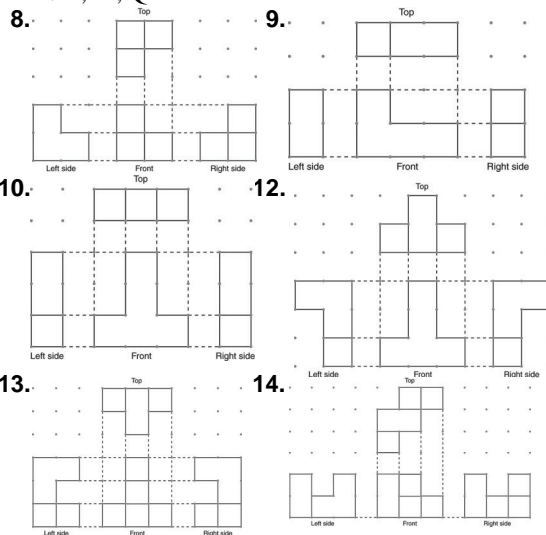 8.
Top
Left side
Front
Right side
9.
Top
Left side
Front
Right side
10.
Top
Left side
Front
Right side
12.
Top
Left side
Front
Right side
13.
Top
Left side
Front
Right side
14.
Top
Left side
Front
Right side